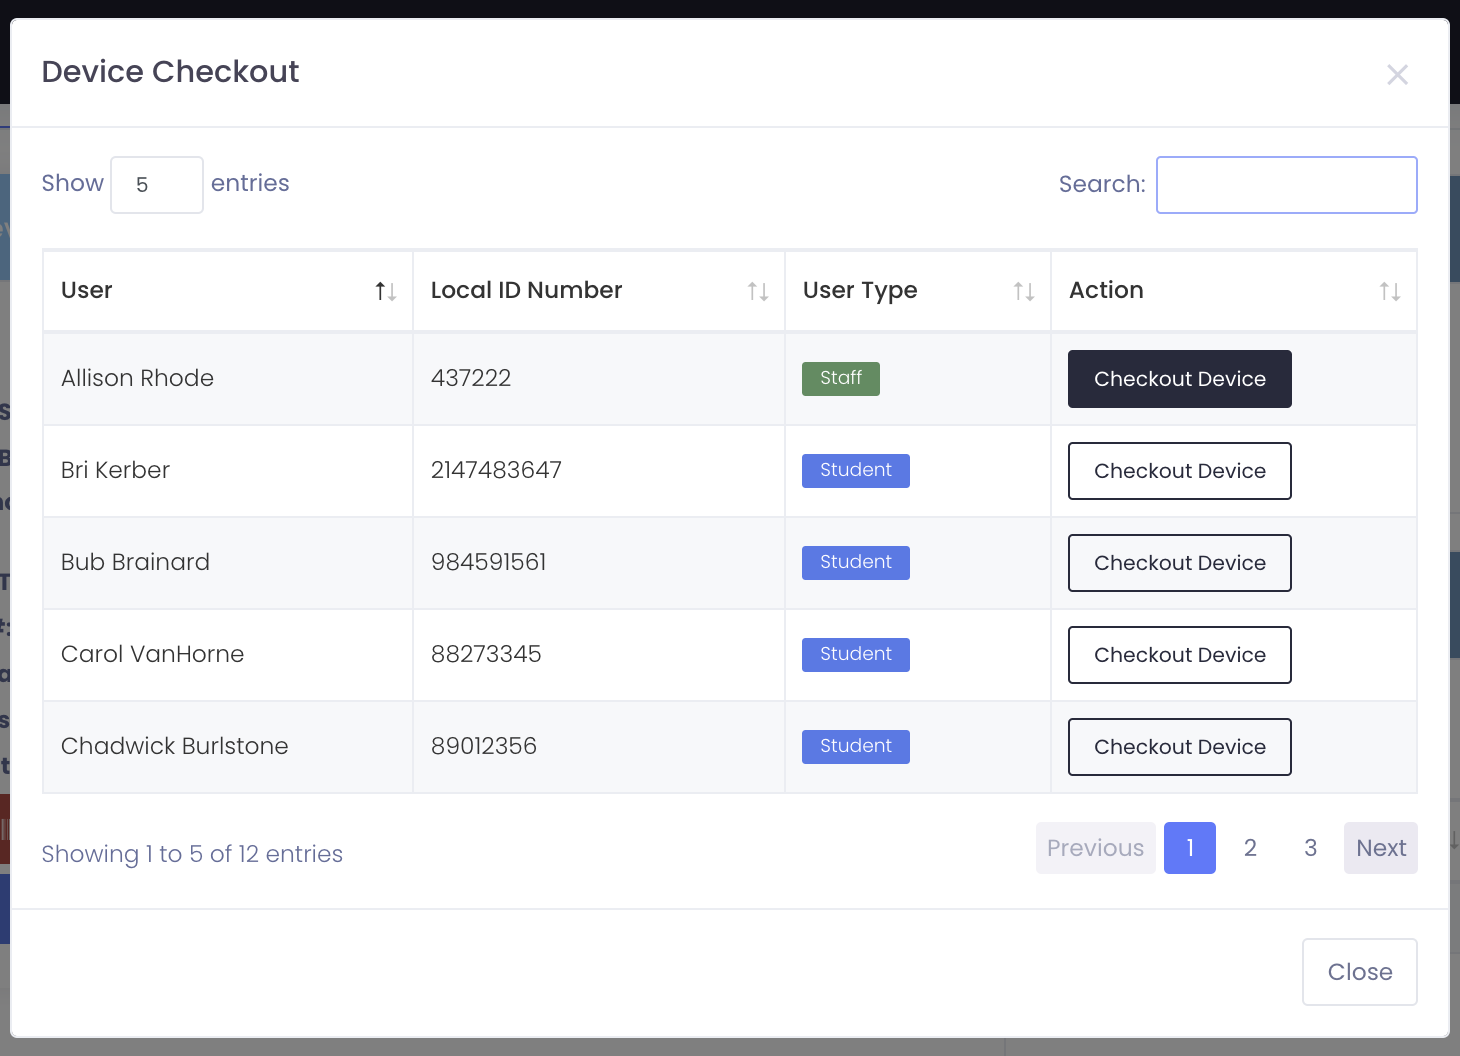 Device Checkout
Show 5 entries
Search:
User Local ID Number User Type Action
Allison Rhode 437222 Staff Checkout Device
Bri Kerber 2147483647 Student Checkout Device
Bub Brainard 984591561 Student Checkout Device
Carol VanHorne 88273345 Student Checkout Device
Chadwick Burlstone 89012356 Student Checkout Device
Showing 1 to 5 of 12 entries
Previous 1 2 3 Next
Close